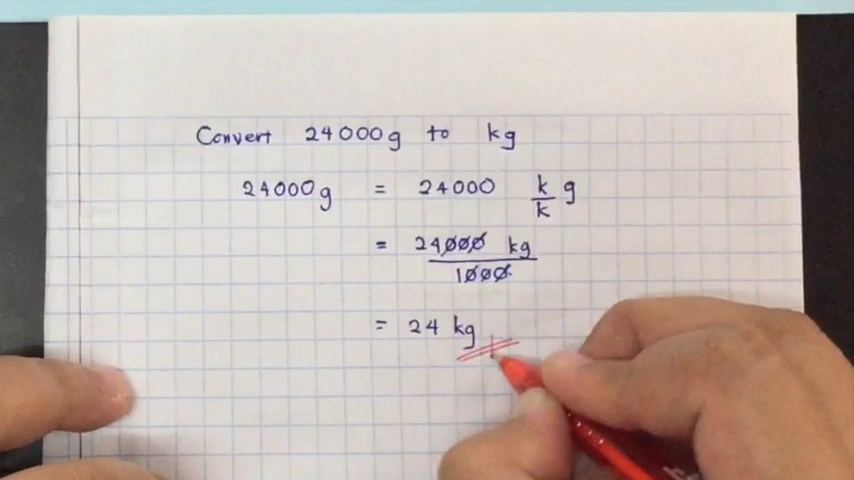 Convert 24000g to kg
24000g = 24000 k/k g
= 24000 kg
1000
= 24 kg